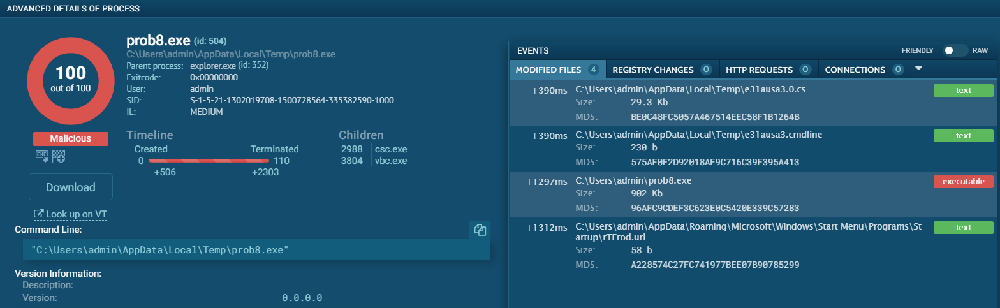 ADVANCED DETAILS OF PROCESS
100
out of 100
Malicious
EXE
Download
Look up on VT
prob8.exe (id: 504)
C:\Users\admin\AppData\Local\Temp\prob8.exe
Parent process: explorer.exe (id: 352)
Exitcode: 0x00000000
User: admin
SID: S-1-5-21-1302019708-1500728564-335382590-1000
IL: MEDIUM
Timeline
Created Terminated
0 110
+506 +2303
Children
2988 csc.exe
3804 vbc.exe
Command Line:
"C:\Users\admin\AppData\Local\Temp\prob8.exe"
Version Information:
Description:
Version: 0.0.0.0
EVENTS FRIENDLY RAW
MODIFIED FILES 4 REGISTRY CHANGES 0 HTTP REQUESTS 0 CONNECTIONS 0
+390ms C:\Users\admin\AppData\Local\Temp\e31ausa3.0.cs text
Size: 29.3 Kb
MD5: BE0C48FC5057A467514EEC58F1B1264B
+390ms C:\Users\admin\AppData\Local\Temp\e31ausa3.cmdline text
Size: 230 b
MD5: 575AF0E2D92018AE9C716C39E395A413
+1297ms C:\Users\admin\prob8.exe executable
Size: 902 Kb
MD5: 96AFC9CDEF3C623E0C5420E339C57283
+1312ms C:\Users\admin\AppData\Roaming\Microsoft\Windows\Start Menu\Programs\St text
artup\rTErod.url
Size: 58 b
MD5: A228574C27FC741977BEE07B90785299